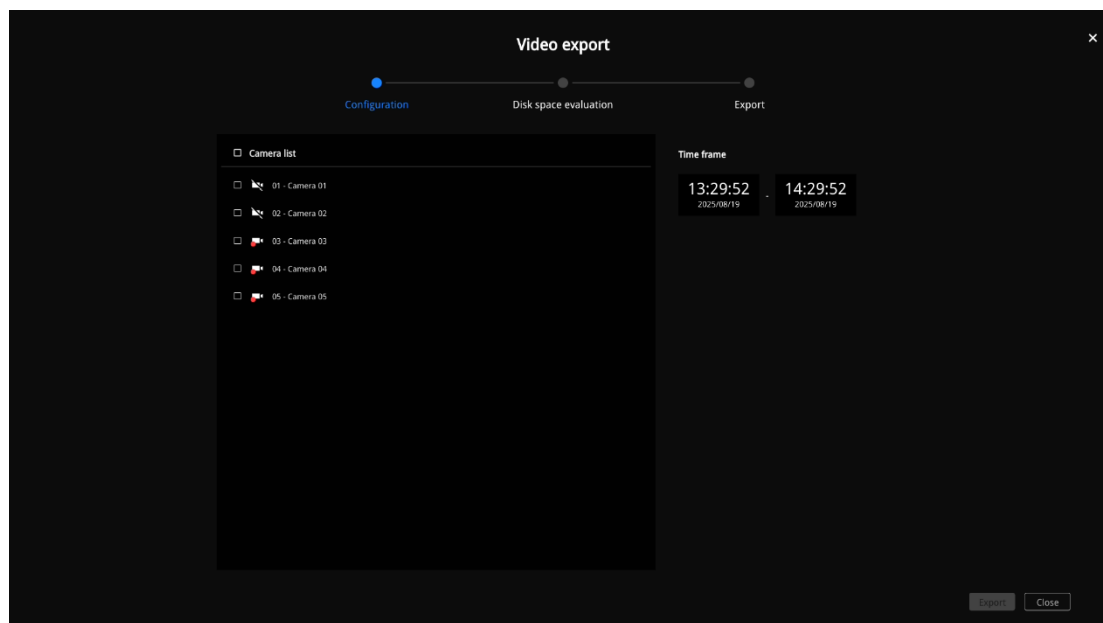 Video export
Configuration
Disk space evaluation
Export
Camera list
01 - Camera 01
02 - Camera 02
03 - Camera 03
04 - Camera 04
05 - Camera 05
Time frame
13:29:52 - 14:29:52
2025/08/19 2025/08/19
Export Close